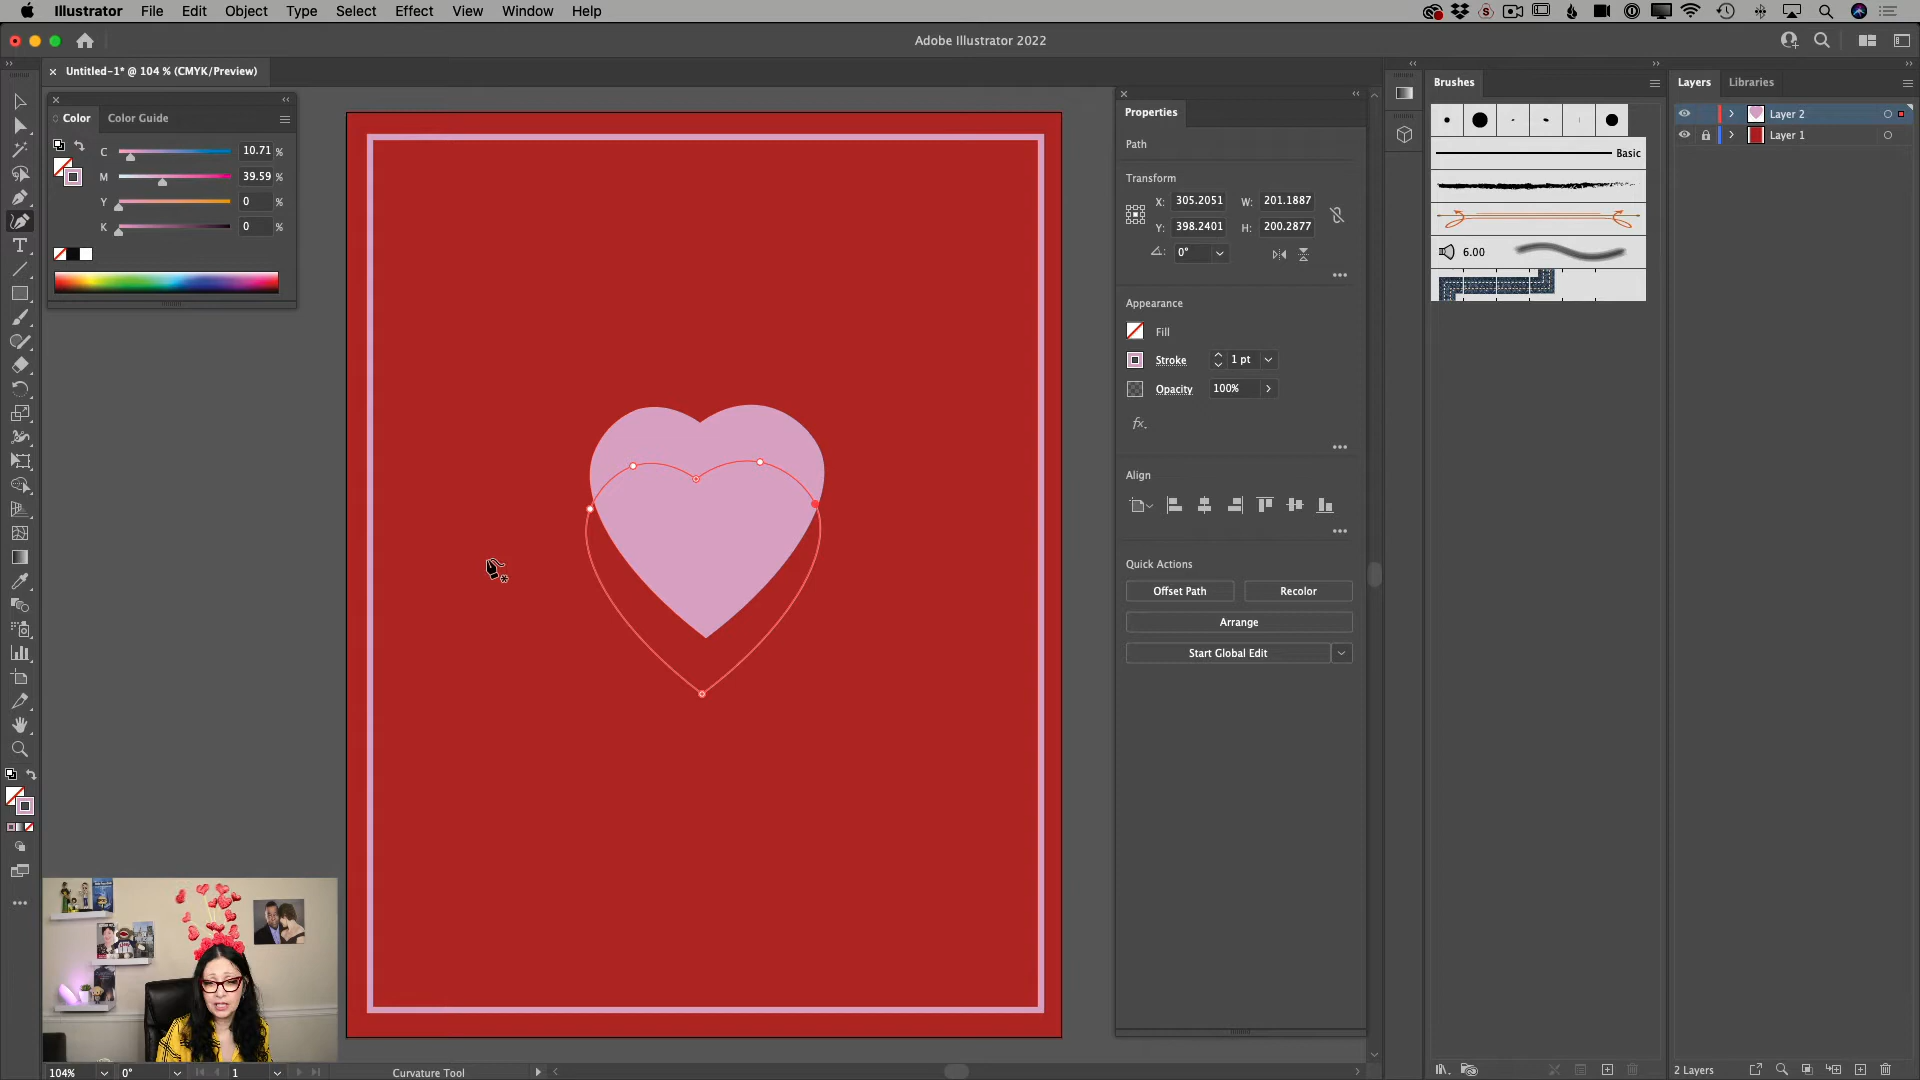 Illustrator File Edit Object Type Select Effect View Window Help
Adobe Illustrator 2022
Untitled-1* @ 104 % (CMYK/Preview)
Color Color Guide
C 10.71 %
M 39.59 %
Y 0 %
K 0 %
Properties
Path
Transform
X: 305.2051 W: 201.1887
Y: 398.2401 H: 200.2877
0°
Appearance
Fill
Stroke 1 pt
Opacity 100%
fx.
Align
Quick Actions
Offset Path Recolor
Arrange
Start Global Edit
Brushes
Basic
6.00
Layers Libraries
Layer 2
Layer 1
104% 0° 1 Curvature Tool
2 Layers